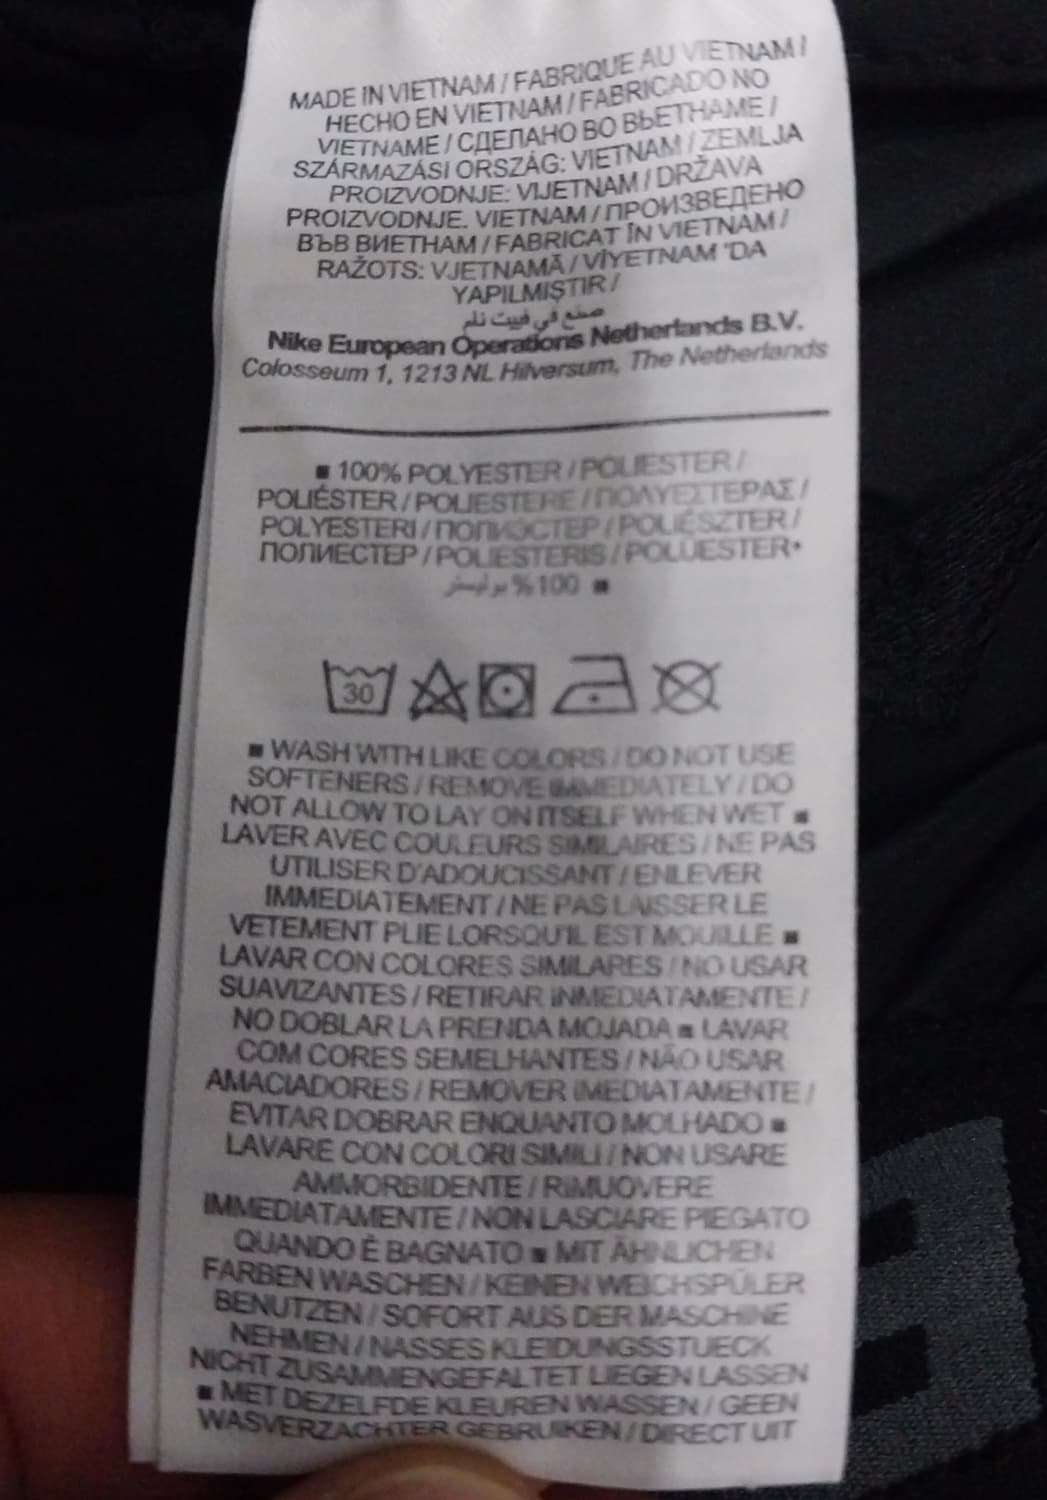 MADE IN VIETNAM / FABRIQUE AU VIETNAM /
HECHO EN VIETNAM / FABRICADO NO
VIETNAME / СДЕЛАНО ВО ВЬЕТНАМЕ /
SZÁRMAZÁSI ORSZÁG: VIETNAM / ZEMLJA
PROIZVODNJE: VIJETNAM / DRŽAVA
PROIZVODNJE. VIETNAM / ПРОИЗВЕДЕНО
ВЪВ ВИЕТНАМ / FABRICAT ÎN VIETNAM /
RAŽOTS: VJETNAMĀ / VİYETNAM 'DA
YAPILMIŞTIR /
صنع في فييت نام
Nike European Operations Netherlands B.V.
Colosseum 1, 1213 NL Hilversum, The Netherlands
■ 100% POLYESTER / POLIESTER /
POLIÉSTER / POLIESTERE / ΠΟΛΥΕΣΤΕΡΑΣ /
POLYESTERI / ПОЛИЭСТЕР / POLIÉSZTER /
ПОЛИЕСТЕР / POLIESTERIS / POLÜESTER•
■ 100% بوليستر
30
■ WASH WITH LIKE COLORS / DO NOT USE
SOFTENERS / REMOVE IMMEDIATELY / DO
NOT ALLOW TO LAY ON ITSELF WHEN WET ■
LAVER AVEC COULEURS SIMILAIRES / NE PAS
UTILISER D'ADOUCISSANT / ENLEVER
IMMEDIATEMENT / NE PAS LAISSER LE
VETEMENT PLIE LORSQU'IL EST MOUILLE ■
LAVAR CON COLORES SIMILARES / NO USAR
SUAVIZANTES / RETIRAR INMEDIATAMENTE /
NO DOBLAR LA PRENDA MOJADA ■ LAVAR
COM CORES SEMELHANTES / NÃO USAR
AMACIADORES / REMOVER IMEDIATAMENTE /
EVITAR DOBRAR ENQUANTO MOLHADO ■
LAVARE CON COLORI SIMILI / NON USARE
AMMORBIDENTE / RIMUOVERE
IMMEDIATAMENTE / NON LASCIARE PIEGATO
QUANDO È BAGNATO ■ MIT ÄHNLICHEN
FARBEN WASCHEN / KEINEN WEICHSPÜLER
BENUTZEN / SOFORT AUS DER MASCHINE
NEHMEN / NASSES KLEIDUNGSSTUECK
NICHT ZUSAMMENGEFALTET LIEGEN LASSEN
■ MET DEZELFDE KLEUREN WASSEN / GEEN
WASVERZACHTER GEBRUIKEN / DIRECT UIT